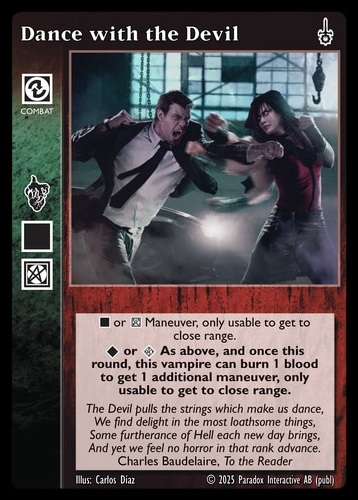 Dance with the Devil
COMBAT
or Maneuver, only usable to get to
close range.
or As above, and once this
round, this vampire can burn 1 blood
to get 1 additional maneuver, only
usable to get to close range.
The Devil pulls the strings which make us dance,
We find delight in the most loathsome things,
Some furtherance of Hell each new day brings,
And yet we feel no horror in that rank advance.
Charles Baudelaire, To the Reader
Illus: Carlos Díaz © 2025 Paradox Interactive AB (publ)